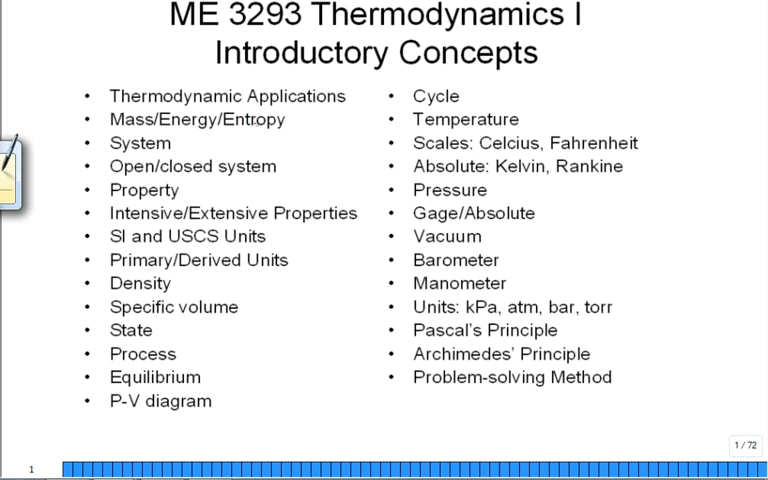 ME 3293 Thermodynamics I
Introductory Concepts
• Thermodynamic Applications
• Mass/Energy/Entropy
• System
• Open/closed system
• Property
• Intensive/Extensive Properties
• SI and USCS Units
• Primary/Derived Units
• Density
• Specific volume
• State
• Process
• Equilibrium
• P-V diagram
• Cycle
• Temperature
• Scales: Celcius, Fahrenheit
• Absolute: Kelvin, Rankine
• Pressure
• Gage/Absolute
• Vacuum
• Barometer
• Manometer
• Units: kPa, atm, bar, torr
• Pascal's Principle
• Archimedes' Principle
• Problem-solving Method
1 / 72
1